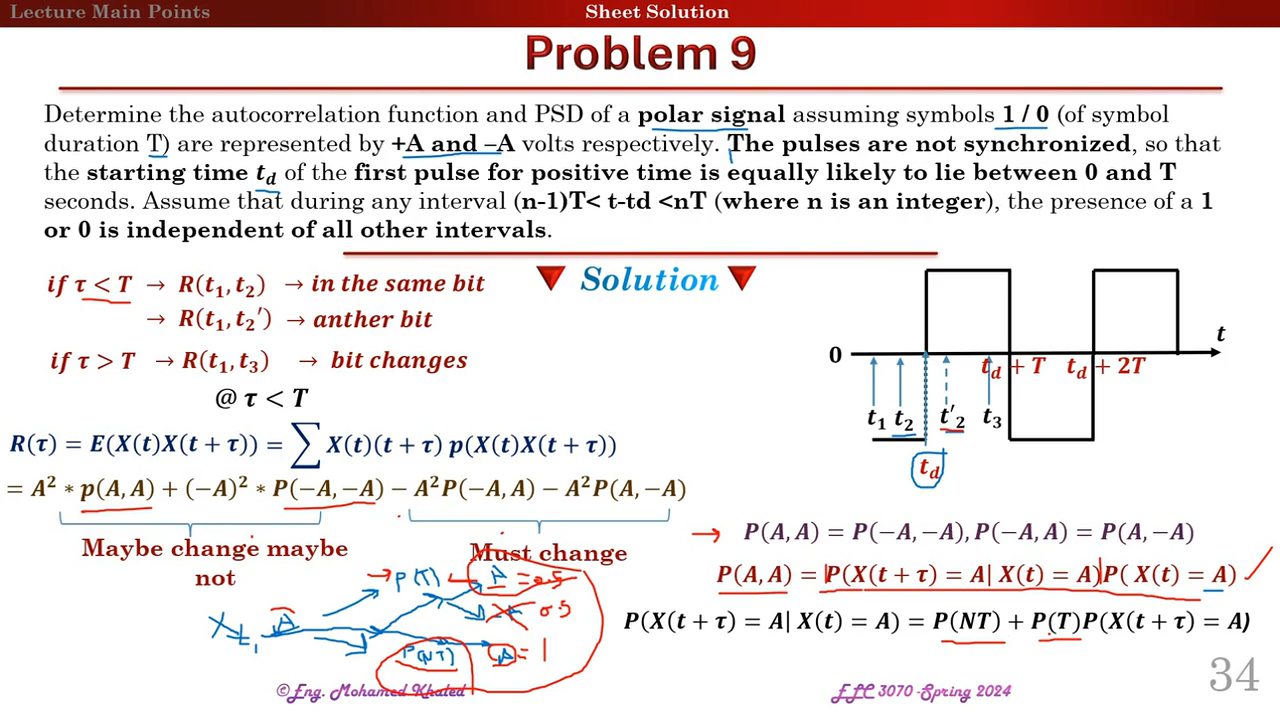 Lecture Main Points
Sheet Solution
Problem 9
Determine the autocorrelation function and PSD of a polar signal assuming symbols 1 / 0 (of symbol
duration T) are represented by +A and –A volts respectively. The pulses are not synchronized, so that
the starting time t_d of the first pulse for positive time is equally likely to lie between 0 and T
seconds. Assume that during any interval (n-1)T< t-td <nT (where n is an integer), the presence of a 1
or 0 is independent of all other intervals.
Solution
if τ < T → R(t₁, t₂) → in the same bit
→ R(t₁, t₂′) → anther bit
if τ > T → R(t₁, t₃) → bit changes
@ τ < T
R(τ) = E(X(t)X(t + τ)) = ∑ X(t)(t + τ) p(X(t)X(t + τ))
= A² * p(A, A) + (−A)² * P(−A, −A) − A²P(−A, A) − A²P(A, −A)
Maybe change maybe
not
Must change
P(T) A = 0.5
X t₁ A
A 0.5
P(NT) A = 1
0
t
t_d + T t_d + 2T
t₁ t₂ t′₂ t₃
t_d
→ P(A, A) = P(−A, −A), P(−A, A) = P(A, −A)
P(A, A) = P(X(t + τ) = A| X(t) = A)P( X(t) = A)
P(X(t + τ) = A| X(t) = A) = P(NT) + P(T)P(X(t + τ) = A)
©Eng. Mohamed Khaled
ELC 3070 -Spring 2024
34